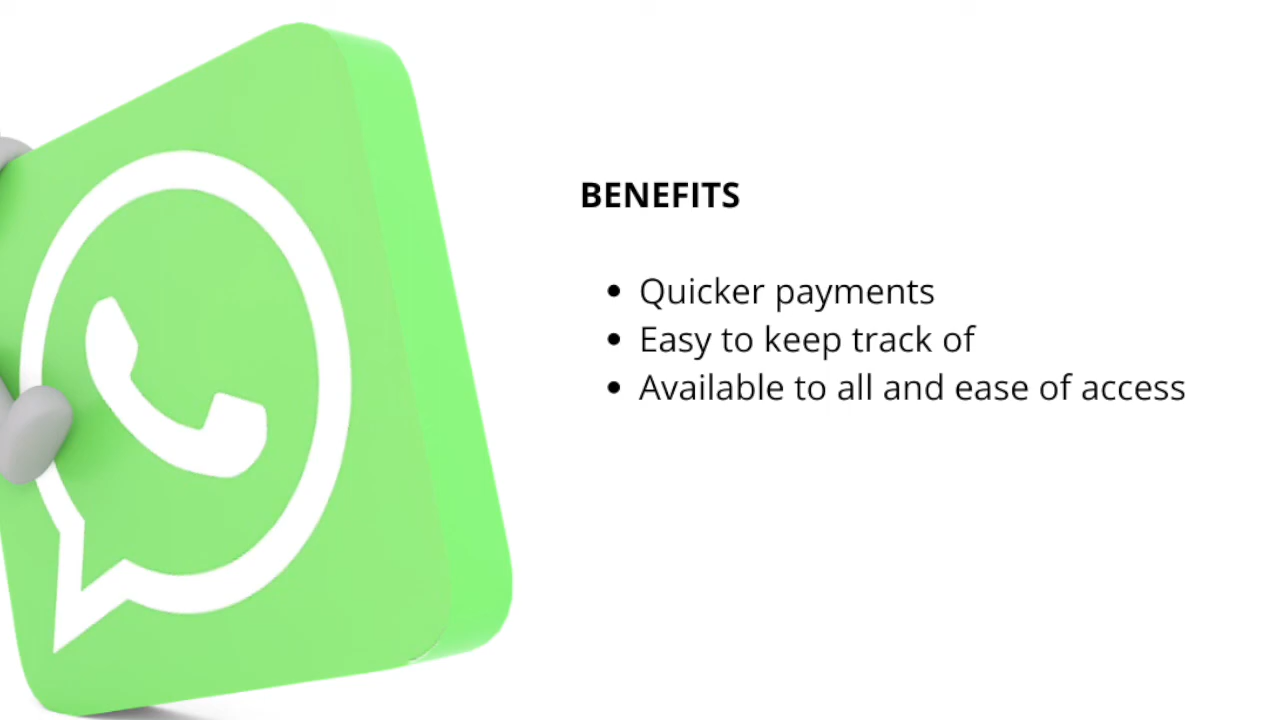 BENEFITS
• Quicker payments
• Easy to keep track of
• Available to all and ease of access